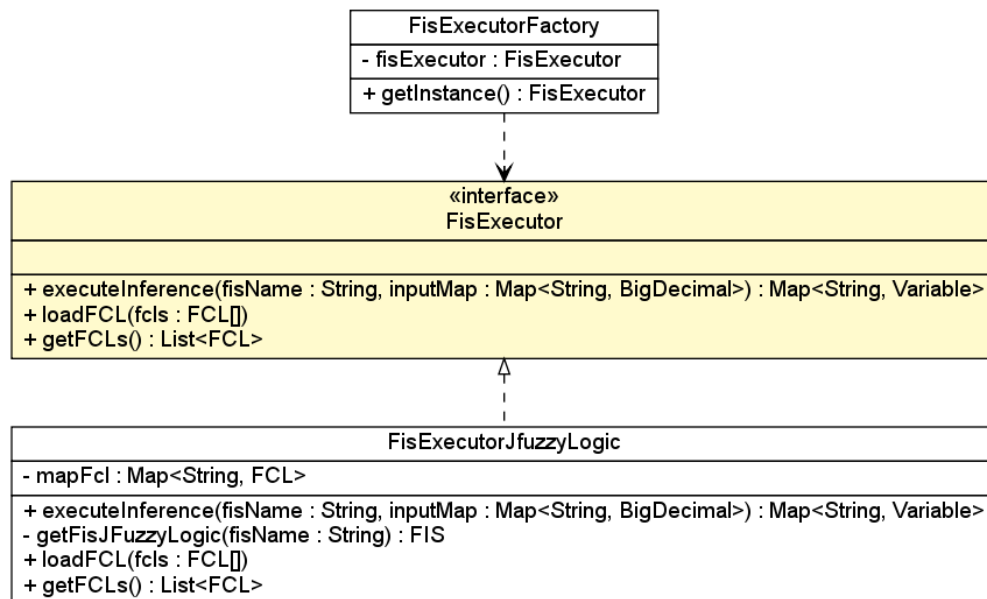 FisExecutorFactory
- fisExecutor : FisExecutor
+ getInstance() : FisExecutor
«interface»
FisExecutor
+ executeInference(fisName : String, inputMap : Map<String, BigDecimal>) : Map<String, Variable>
+ loadFCL(fcls : FCL[])
+ getFCLs() : List<FCL>
FisExecutorJfuzzyLogic
- mapFcl : Map<String, FCL>
+ executeInference(fisName : String, inputMap : Map<String, BigDecimal>) : Map<String, Variable>
- getFisJFuzzyLogic(fisName : String) : FIS
+ loadFCL(fcls : FCL[])
+ getFCLs() : List<FCL>